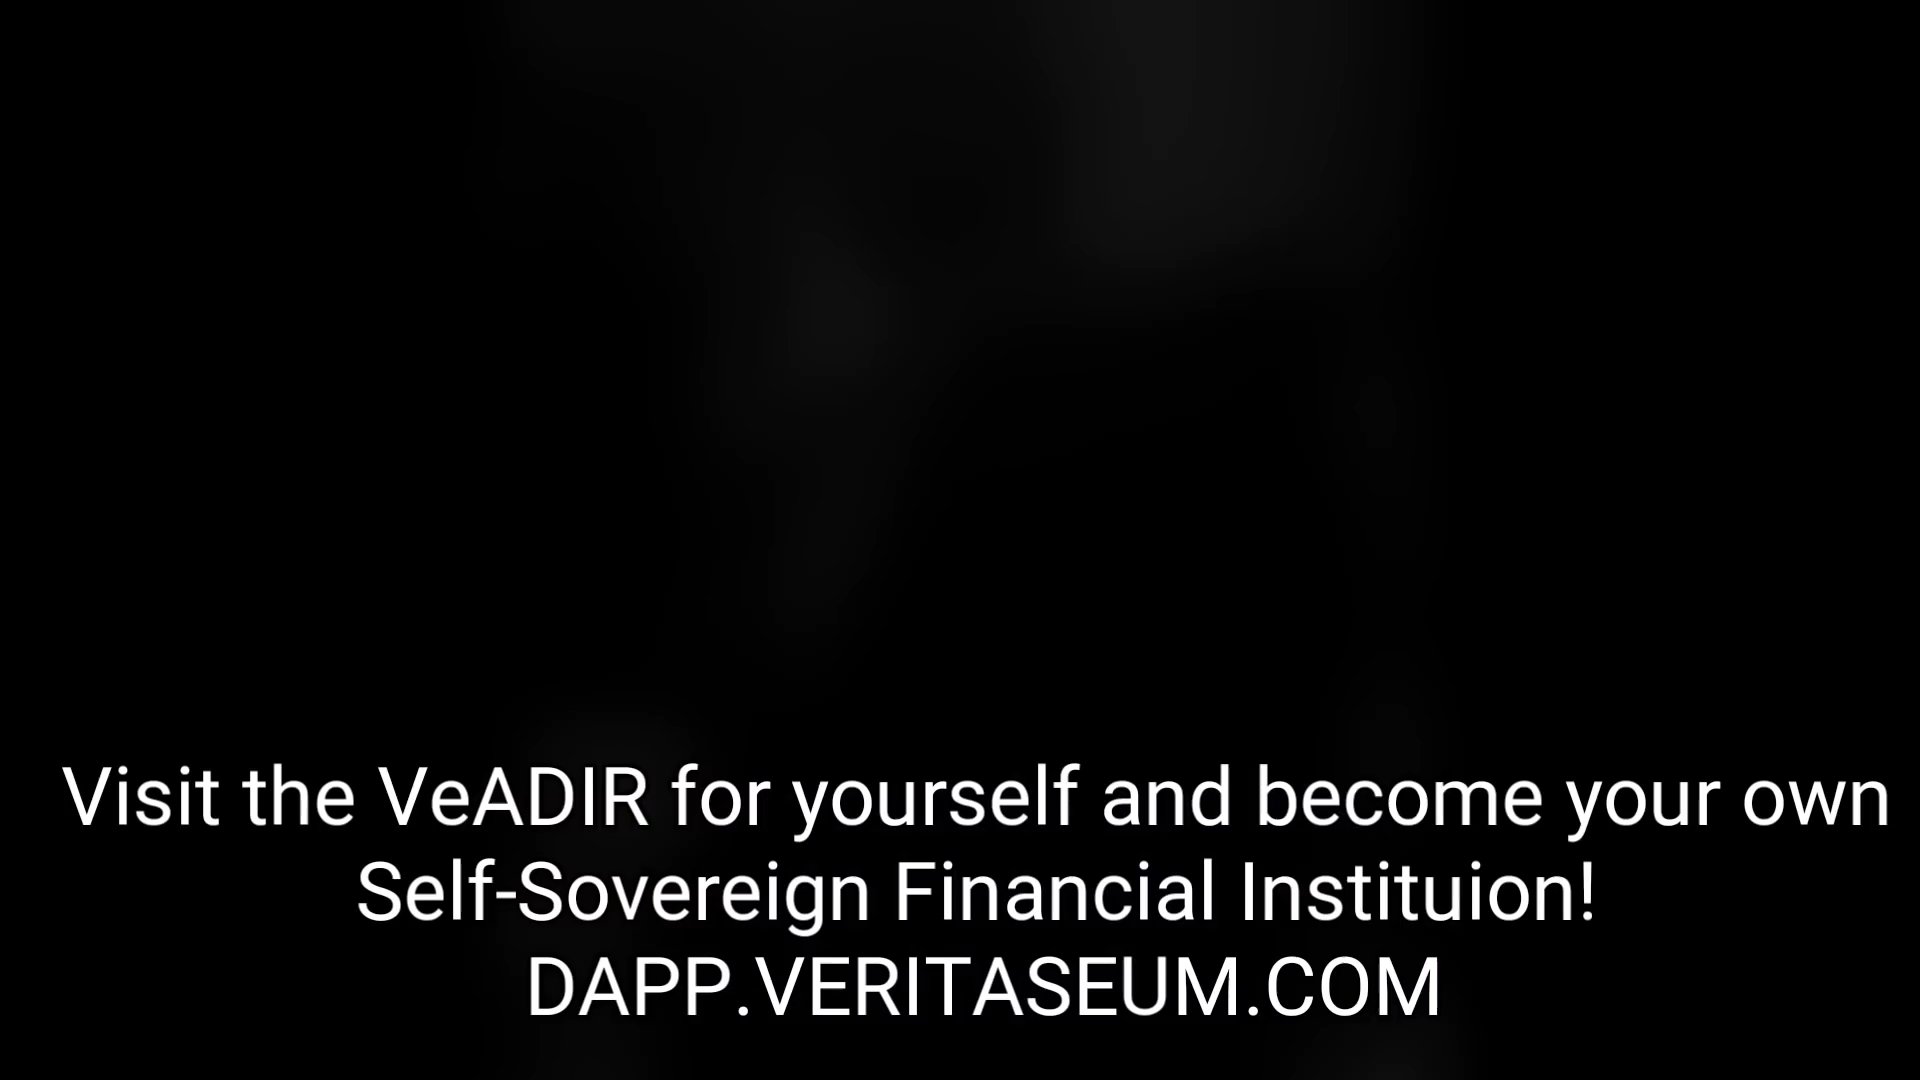 Visit the VeADIR for yourself and become your own
Self-Sovereign Financial Instituion!
DAPP.VERITASEUM.COM